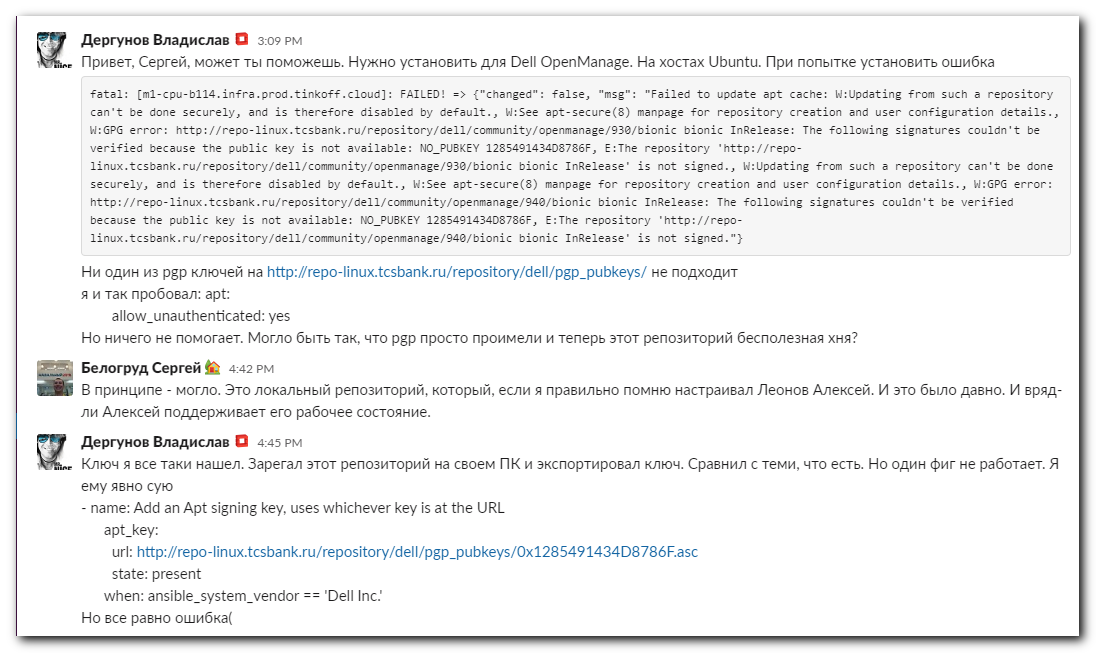 Дергунов Владислав 3:09 PM
Привет, Сергей, может ты поможешь. Нужно установить для Dell OpenManage. На хостах Ubuntu. При попытке установить ошибка
fatal: [m1-cpu-b114.infra.prod.tinkoff.cloud]: FAILED! => {"changed": false, "msg": "Failed to update apt cache: W:Updating from such a repository
can't be done securely, and is therefore disabled by default., W:See apt-secure(8) manpage for repository creation and user configuration details.,
W:GPG error: http://repo-linux.tcsbank.ru/repository/dell/community/openmanage/930/bionic bionic InRelease: The following signatures couldn't be
verified because the public key is not available: NO_PUBKEY 1285491434D8786F, E:The repository 'http://repo-
linux.tcsbank.ru/repository/dell/community/openmanage/930/bionic bionic InRelease' is not signed., W:Updating from such a repository can't be done
securely, and is therefore disabled by default., W:See apt-secure(8) manpage for repository creation and user configuration details., W:GPG error:
http://repo-linux.tcsbank.ru/repository/dell/community/openmanage/940/bionic bionic InRelease: The following signatures couldn't be verified
because the public key is not available: NO_PUBKEY 1285491434D8786F, E:The repository 'http://repo-
linux.tcsbank.ru/repository/dell/community/openmanage/940/bionic bionic InRelease' is not signed."}
Ни один из pgp ключей на http://repo-linux.tcsbank.ru/repository/dell/pgp_pubkeys/ не подходит
я и так пробовал: apt:
allow_unauthenticated: yes
Но ничего не помогает. Могло быть так, что pgp просто проимели и теперь этот репозиторий бесполезная хня?
Белогруд Сергей 4:42 PM
В принципе - могло. Это локальный репозиторий, который, если я правильно помню настраивал Леонов Алексей. И это было давно. И вряд-
ли Алексей поддерживает его рабочее состояние.
Дергунов Владислав 4:45 PM
Ключ я все таки нашел. Зарегал этот репозиторий на своем ПК и экспортировал ключ. Сравнил с теми, что есть. Но один фиг не работает. Я
ему явно сую
- name: Add an Apt signing key, uses whichever key is at the URL
apt_key:
url: http://repo-linux.tcsbank.ru/repository/dell/pgp_pubkeys/0x1285491434D8786F.asc
state: present
when: ansible_system_vendor == 'Dell Inc.'
Но все равно ошибка(